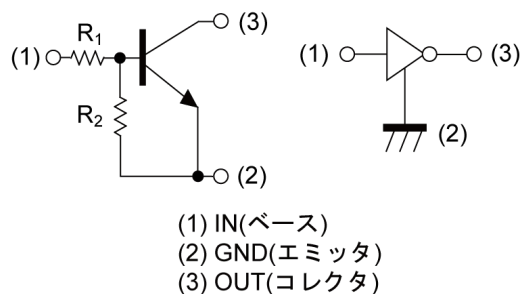 (1)
R1
R2
(3)
(2)
(1)
(3)
(2)
(1) IN(ベース)
(2) GND(エミッタ)
(3) OUT(コレクタ)